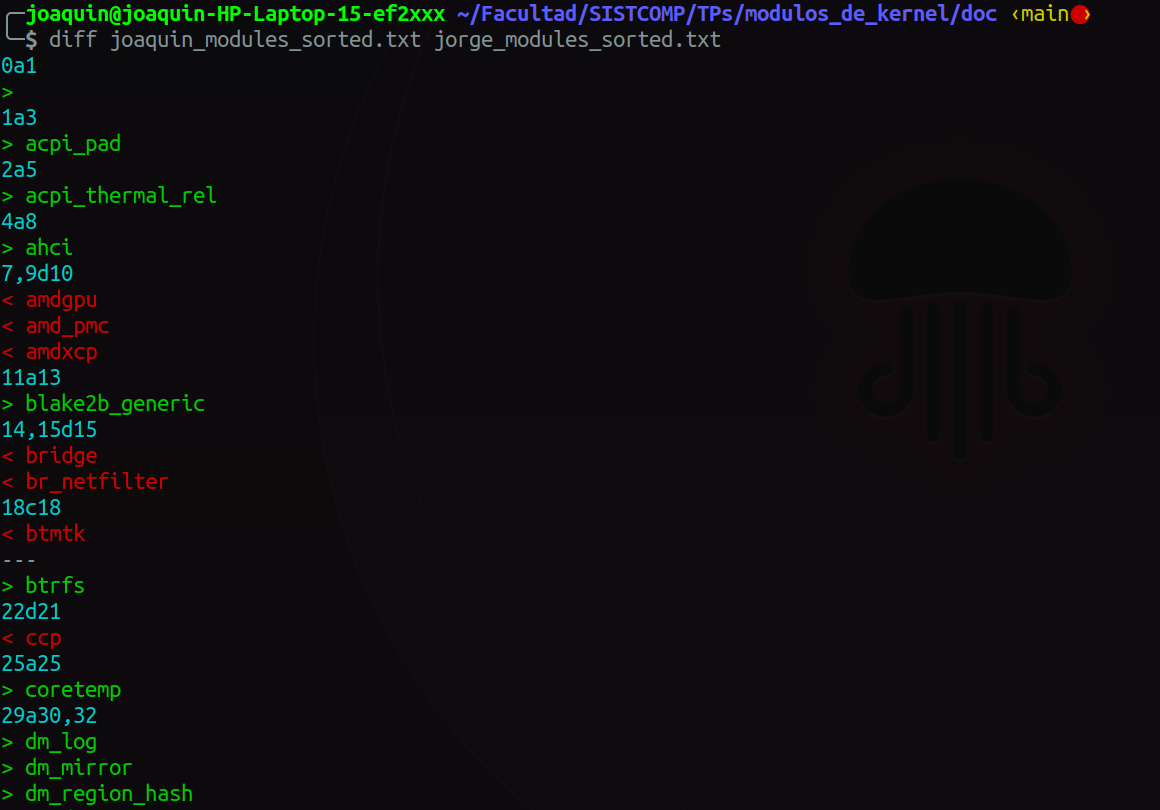 joaquin@joaquin-HP-Laptop-15-ef2xxx ~/Facultad/SISTCOMP/TPs/modulos_de_kernel/doc ‹main●›
$ diff joaquin_modules_sorted.txt jorge_modules_sorted.txt
0a1
>
1a3
> acpi_pad
2a5
> acpi_thermal_rel
4a8
> ahci
7,9d10
< amdgpu
< amd_pmc
< amdxcp
11a13
> blake2b_generic
14,15d15
< bridge
< br_netfilter
18c18
< btmtk
---
> btrfs
22d21
< ccp
25a25
> coretemp
29a30,32
> dm_log
> dm_mirror
> dm_region_hash